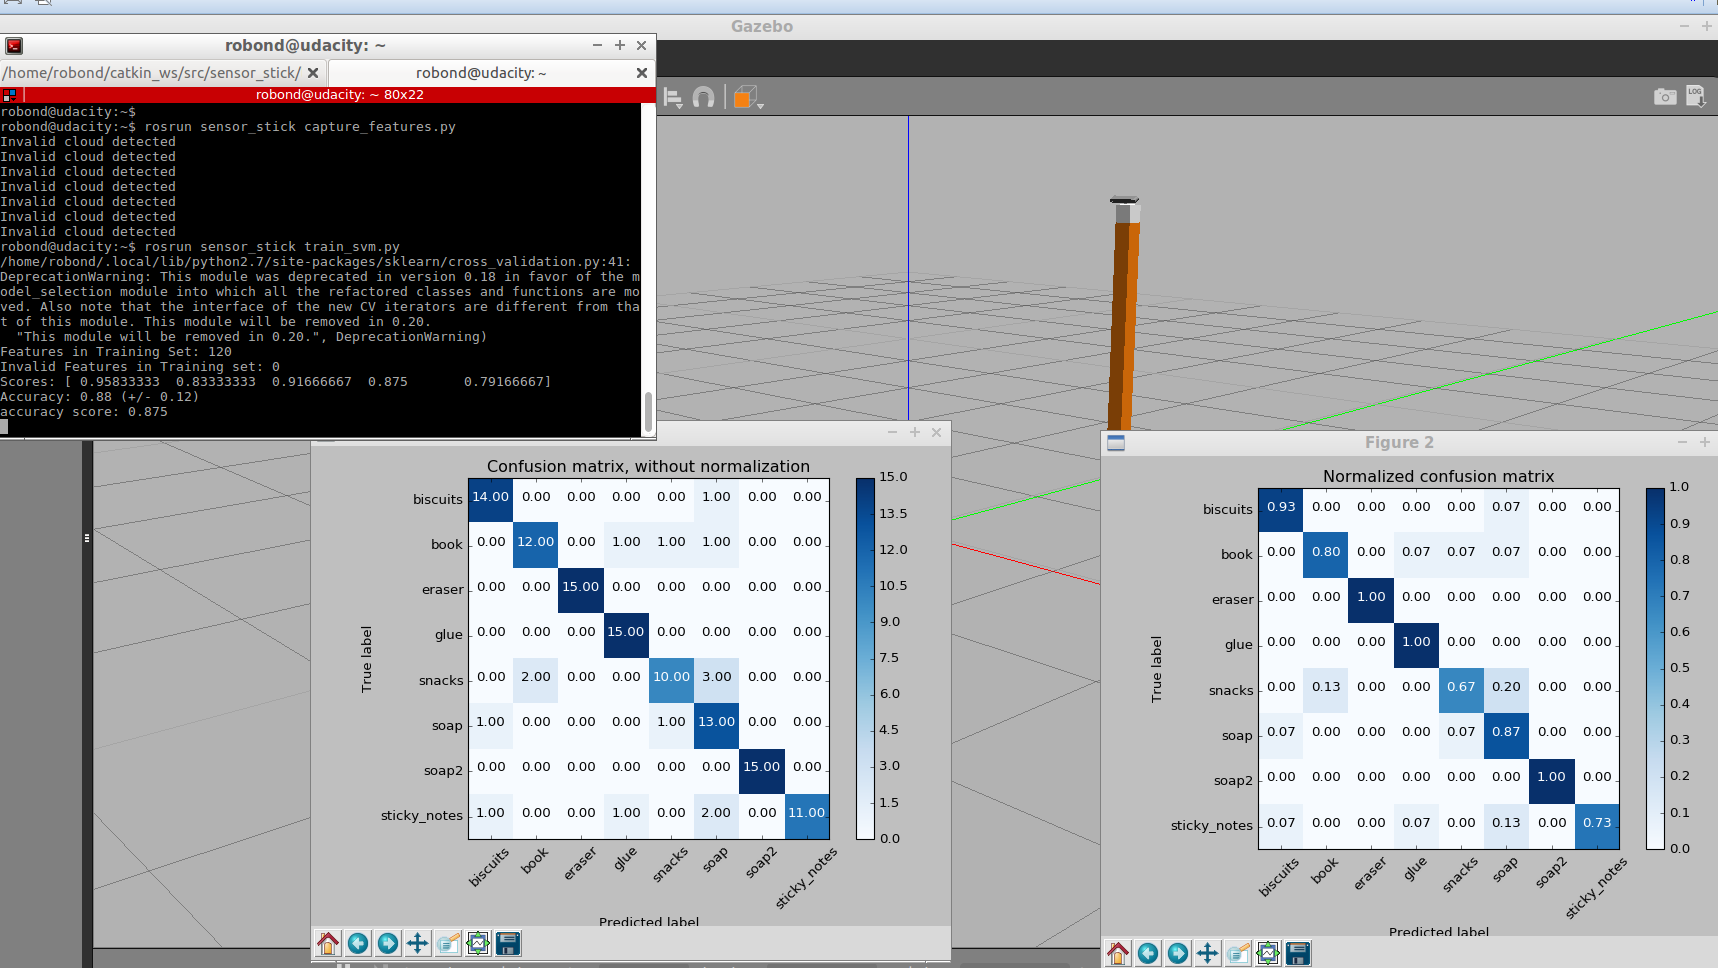 Gazebo
robond@udacity: ~
/home/robond/catkin_ws/src/sensor_stick/
robond@udacity: ~
robond@udacity: ~ 80x22
LOG
robond@udacity:~$
robond@udacity:~$ rosrun sensor_stick capture_features.py
Invalid cloud detected
Invalid cloud detected
Invalid cloud detected
Invalid cloud detected
Invalid cloud detected
Invalid cloud detected
Invalid cloud detected
robond@udacity:~$ rosrun sensor_stick train_svm.py
/home/robond/.local/lib/python2.7/site-packages/sklearn/cross_validation.py:41:
DeprecationWarning: This module was deprecated in version 0.18 in favor of the m
odel_selection module into which all the refactored classes and functions are mo
ved. Also note that the interface of the new CV iterators are different from tha
t of this module. This module will be removed in 0.20.
"This module will be removed in 0.20.", DeprecationWarning)
Features in Training Set: 120
Invalid Features in Training set: 0
Scores: [ 0.95833333 0.83333333 0.91666667 0.875 0.79166667]
Accuracy: 0.88 (+/- 0.12)
accuracy score: 0.875
Confusion matrix, without normalization
True label
biscuits 14.00 0.00 0.00 0.00 0.00 1.00 0.00 0.00
book 0.00 12.00 0.00 1.00 1.00 1.00 0.00 0.00
eraser 0.00 0.00 15.00 0.00 0.00 0.00 0.00 0.00
glue 0.00 0.00 0.00 15.00 0.00 0.00 0.00 0.00
snacks 0.00 2.00 0.00 0.00 10.00 3.00 0.00 0.00
soap 1.00 0.00 0.00 0.00 1.00 13.00 0.00 0.00
soap2 0.00 0.00 0.00 0.00 0.00 0.00 15.00 0.00
sticky_notes 1.00 0.00 0.00 1.00 0.00 2.00 0.00 11.00
biscuits book eraser glue snacks soap soap2 sticky_notes
Predicted label
15.0
13.5
12.0
10.5
9.0
7.5
6.0
4.5
3.0
1.5
0.0
Figure 2
Normalized confusion matrix
True label
biscuits 0.93 0.00 0.00 0.00 0.00 0.07 0.00 0.00
book 0.00 0.80 0.00 0.07 0.07 0.07 0.00 0.00
eraser 0.00 0.00 1.00 0.00 0.00 0.00 0.00 0.00
glue 0.00 0.00 0.00 1.00 0.00 0.00 0.00 0.00
snacks 0.00 0.13 0.00 0.00 0.67 0.20 0.00 0.00
soap 0.07 0.00 0.00 0.00 0.07 0.87 0.00 0.00
soap2 0.00 0.00 0.00 0.00 0.00 0.00 1.00 0.00
sticky_notes 0.07 0.00 0.00 0.07 0.00 0.13 0.00 0.73
biscuits book eraser glue snacks soap soap2 sticky_notes
Predicted label
1.0
0.9
0.8
0.7
0.6
0.5
0.4
0.3
0.2
0.1
0.0